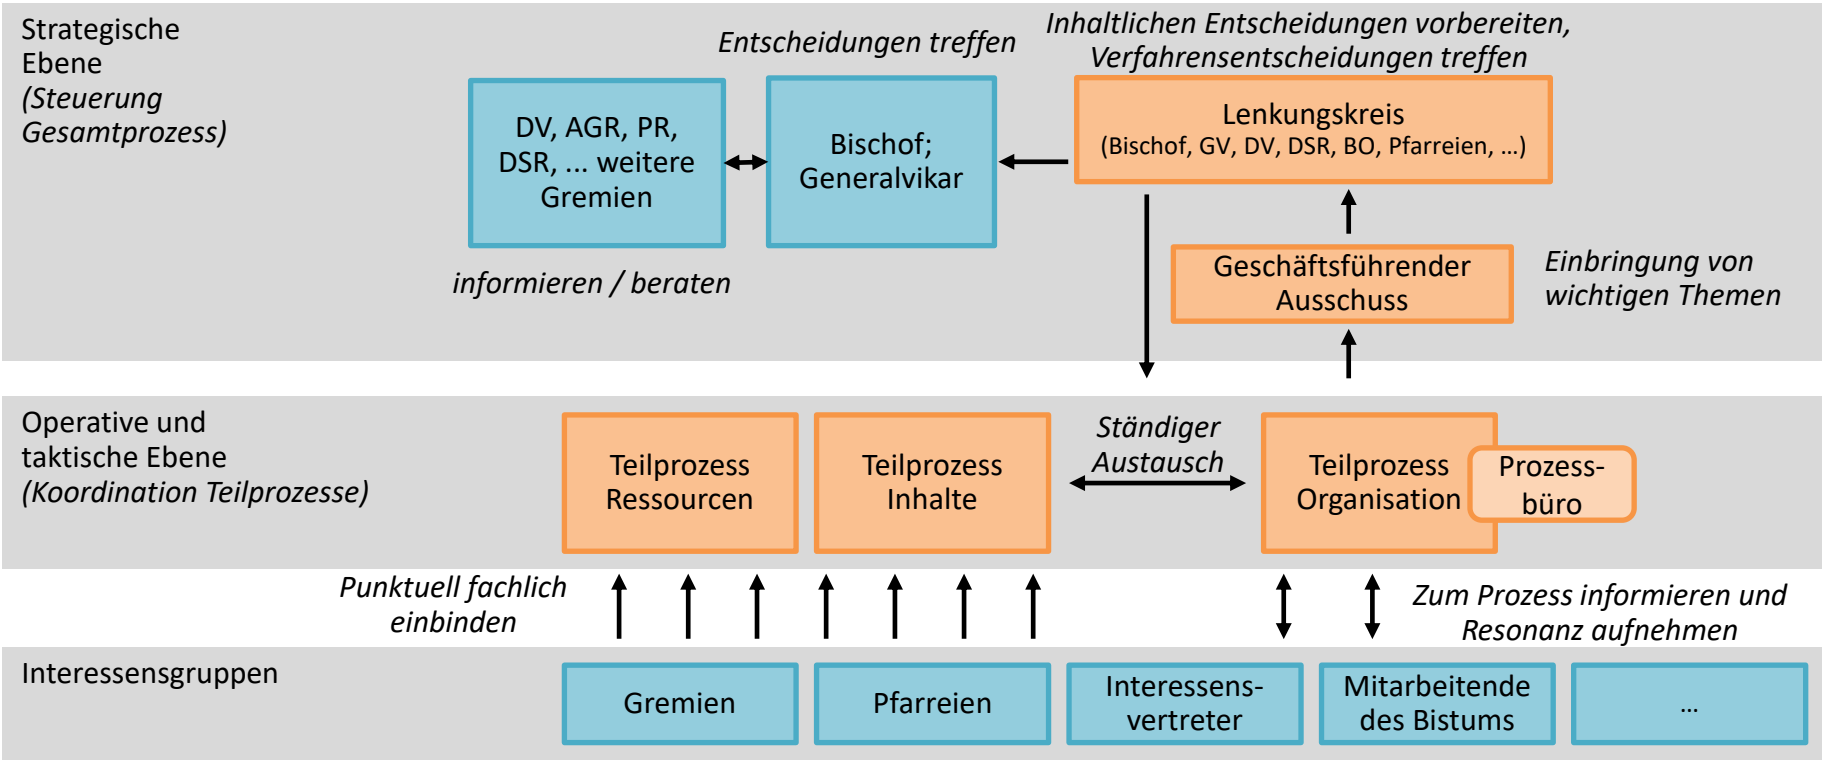 Strategische
Ebene
(Steuerung
Gesamtprozess)
Entscheidungen treffen
Inhaltlichen Entscheidungen vorbereiten,
Verfahrensentscheidungen treffen
DV, AGR, PR,
DSR, ... weitere
Gremien
Bischof;
Generalvikar
Lenkungskreis
(Bischof, GV, DV, DSR, BO, Pfarreien, ...)
informieren / beraten
Geschäftsführender
Ausschuss
Einbringung von
wichtigen Themen
Operative und
taktische Ebene
(Koordination Teilprozesse)
Teilprozess
Ressourcen
Teilprozess
Inhalte
Ständiger
Austausch
Teilprozess
Organisation
Prozess-
büro
Punktuell fachlich
einbinden
Zum Prozess informieren und
Resonanz aufnehmen
Interessensgruppen
Gremien
Pfarreien
Interessens-
vertreter
Mitarbeitende
des Bistums
...